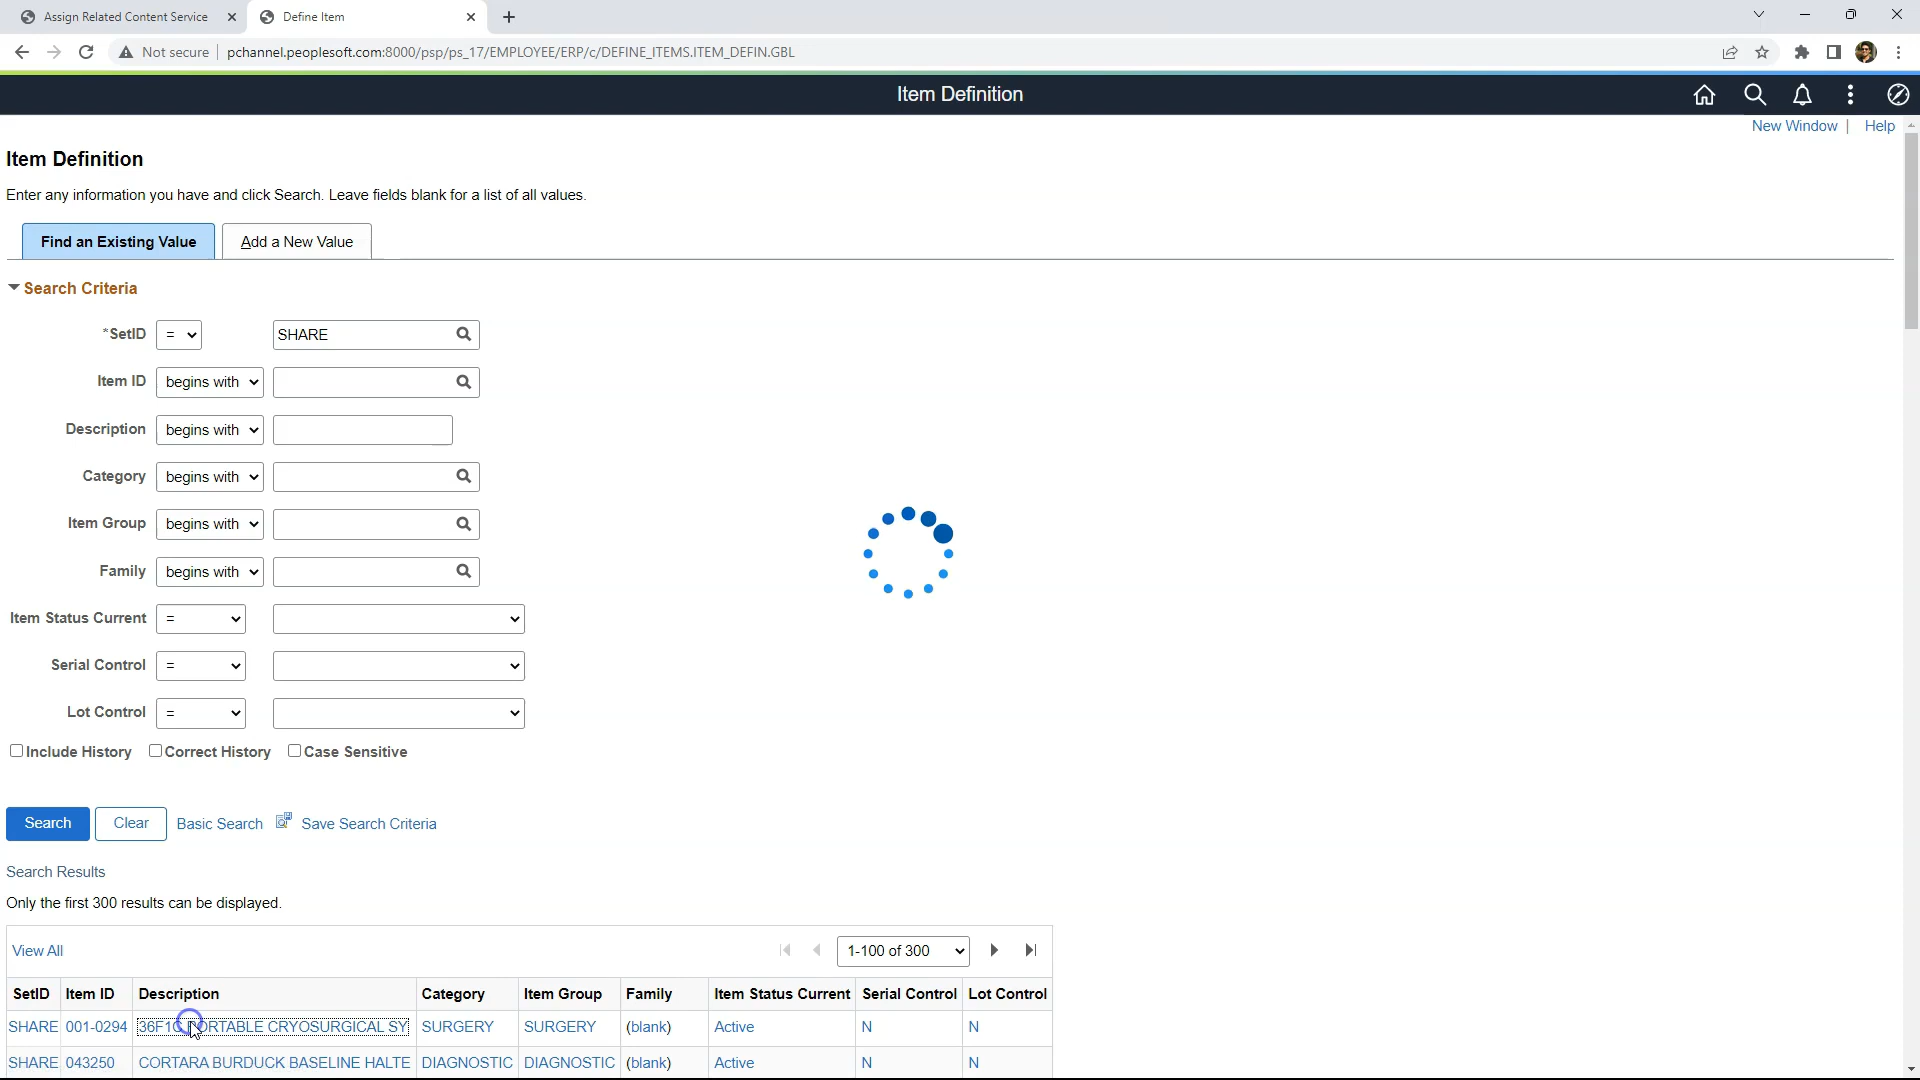 Assign Related Content Service
Define Item
Not secure
pchannel.peoplesoft.com:8000/psp/ps_17/EMPLOYEE/ERP/c/DEFINE_ITEMS.ITEM_DEFIN.GBL
Item Definition
New Window | Help
Item Definition
Enter any information you have and click Search. Leave fields blank for a list of all values.
Find an Existing Value
Add a New Value
Search Criteria
*SetID = SHARE
Item ID begins with
Description begins with
Category begins with
Item Group begins with
Family begins with
Item Status Current =
Serial Control =
Lot Control =
Include History Correct History Case Sensitive
Search Clear Basic Search Save Search Criteria
Search Results
Only the first 300 results can be displayed.
View All 1-100 of 300
SetID Item ID Description Category Item Group Family Item Status Current Serial Control Lot Control
SHARE 001-0294 CRYOSURGICAL SY SURGERY SURGERY (blank) Active N N
SHARE 043250 CORTARA BURDUCK BASELINE HALTE DIAGNOSTIC DIAGNOSTIC (blank) Active N N